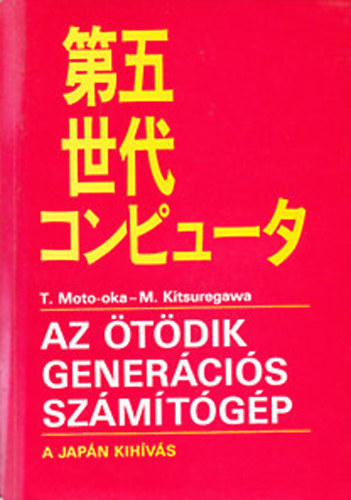 第五
世代
コンピュータ
T. Moto-oka–M. Kitsuregawa
AZ ÖTÖDIK
GENERÁCIÓS
SZÁMÍTÓGÉP
A JAPÁN KIHÍVÁS